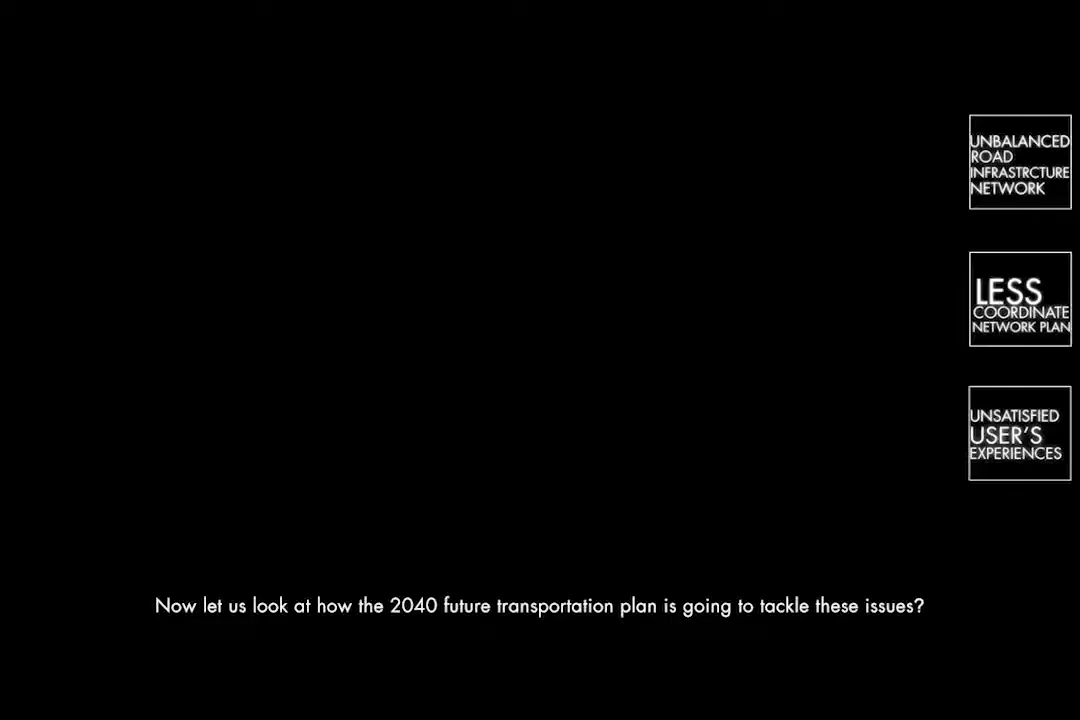 UNBALANCED
ROAD
INFRASTRCTURE
NETWORK
LESS
COORDINATE
NETWORK PLAN
UNSATISFIED
USER'S
EXPERIENCES
Now let us look at how the 2040 future transportation plan is going to tackle these issues?